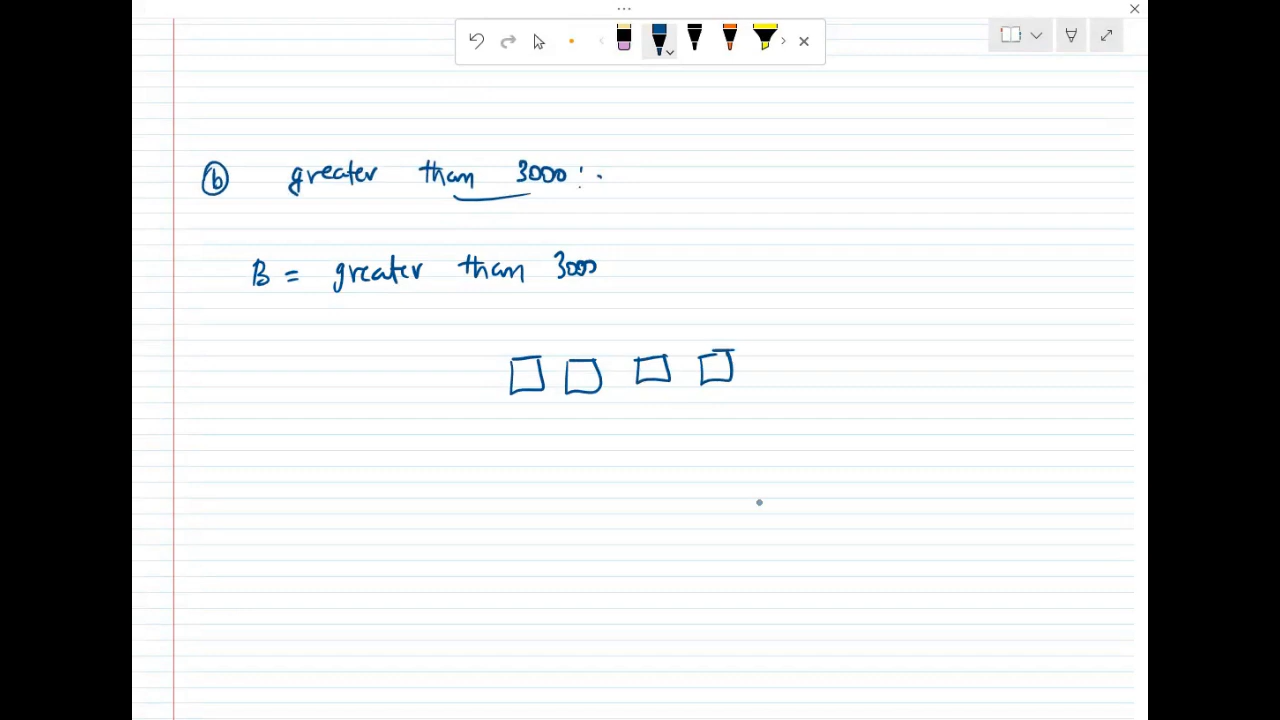 ⓑ greater than 3000 :.
B = greater than 3000